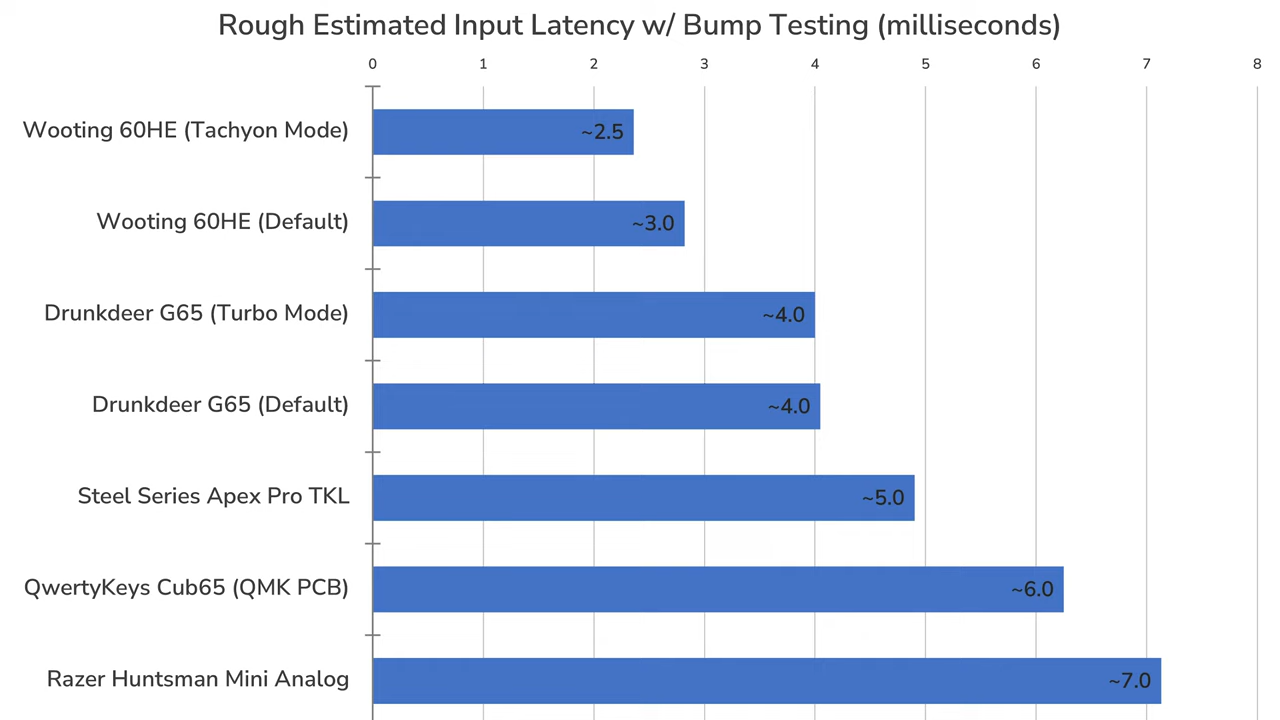 Rough Estimated Input Latency w/ Bump Testing (milliseconds)
0 1 2 3 4 5 6 7 8
Wooting 60HE (Tachyon Mode) ~2.5
Wooting 60HE (Default) ~3.0
Drunkdeer G65 (Turbo Mode) ~4.0
Drunkdeer G65 (Default) ~4.0
Steel Series Apex Pro TKL ~5.0
QwertyKeys Cub65 (QMK PCB) ~6.0
Razer Huntsman Mini Analog ~7.0